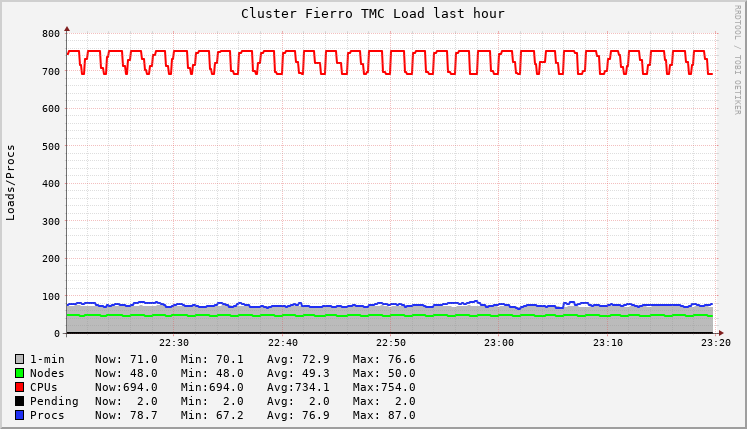 Cluster Fierro TMC Load last hour
RRDTOOL / TOBI OETIKER
Loads/Procs
800
700
600
500
400
300
200
100
0
22:30 22:40 22:50 23:00 23:10 23:20
1-min Now: 71.0 Min: 70.1 Avg: 72.9 Max: 76.6
Nodes Now: 48.0 Min: 48.0 Avg: 49.3 Max: 50.0
CPUs Now:694.0 Min:694.0 Avg:734.1 Max:754.0
Pending Now: 2.0 Min: 2.0 Avg: 2.0 Max: 2.0
Procs Now: 78.7 Min: 67.2 Avg: 76.9 Max: 87.0